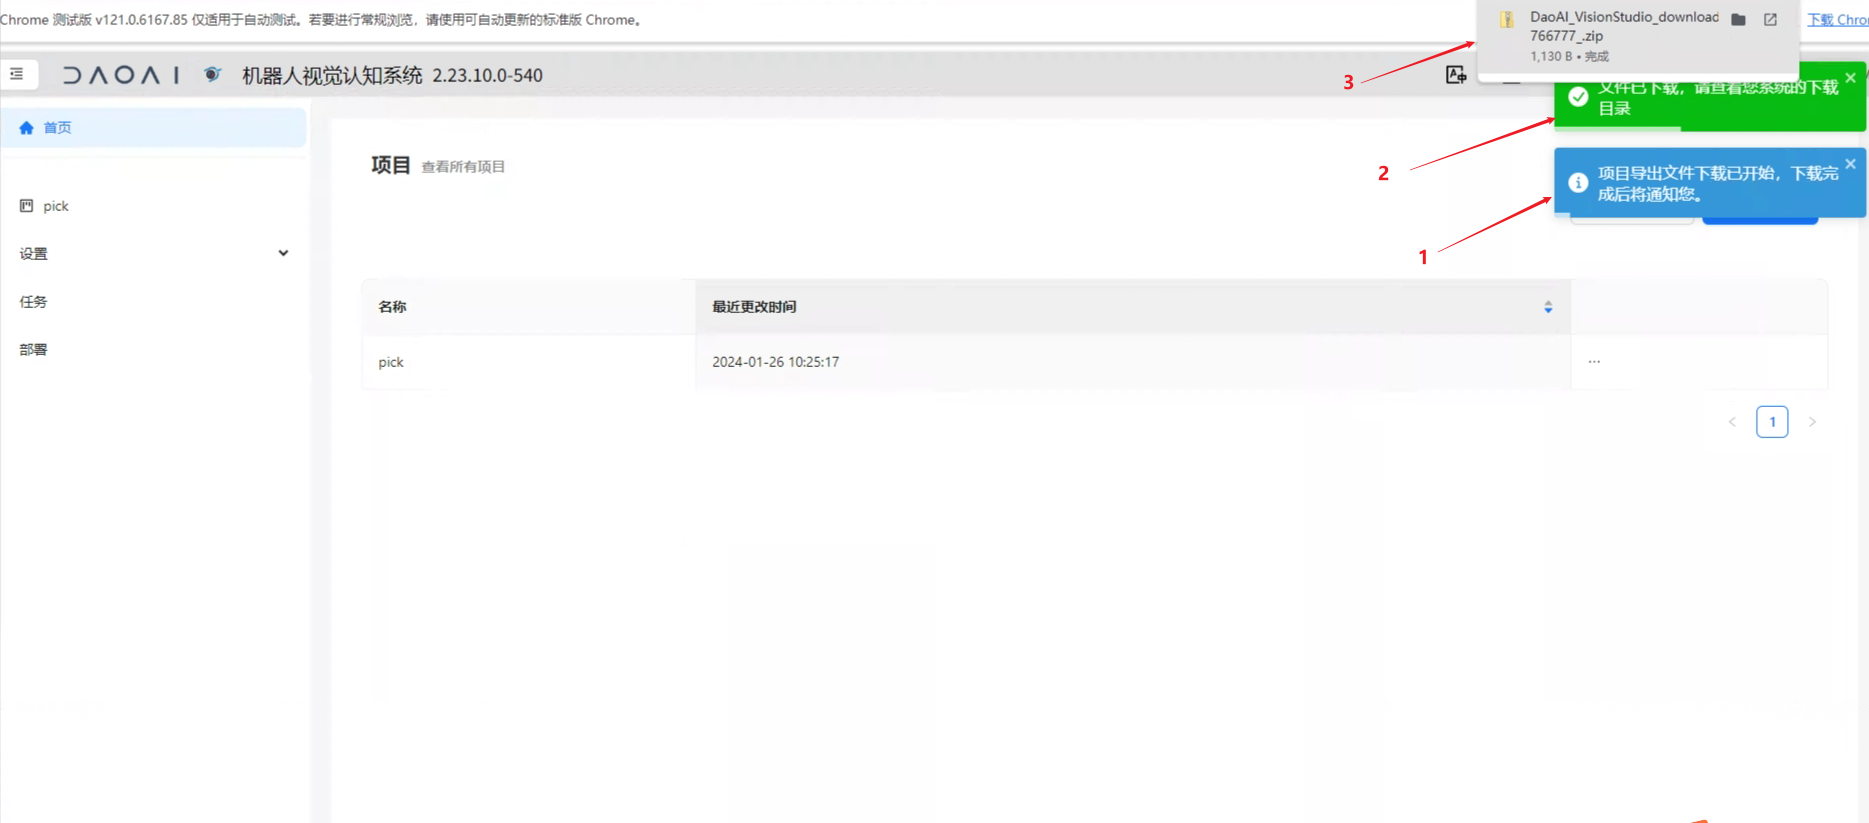 Chrome 测试版 v121.0.6167.85 仅适用于自动测试。若要进行常规浏览，请使用可自动更新的标准版 Chrome。
DaoAI_VisionStudio_download
766777_.zip
1,130 B • 完成
下载 Chro
DAOAI 机器人视觉认知系统 2.23.10.0-540
3
文件已下载，请查看您系统的下载
目录
2
项目导出文件下载已开始，下载完
成后将通知您。
1
首页
项目 查看所有项目
pick
设置
任务
部署
名称 最近更改时间
pick 2024-01-26 10:25:17 ...
< 1 >